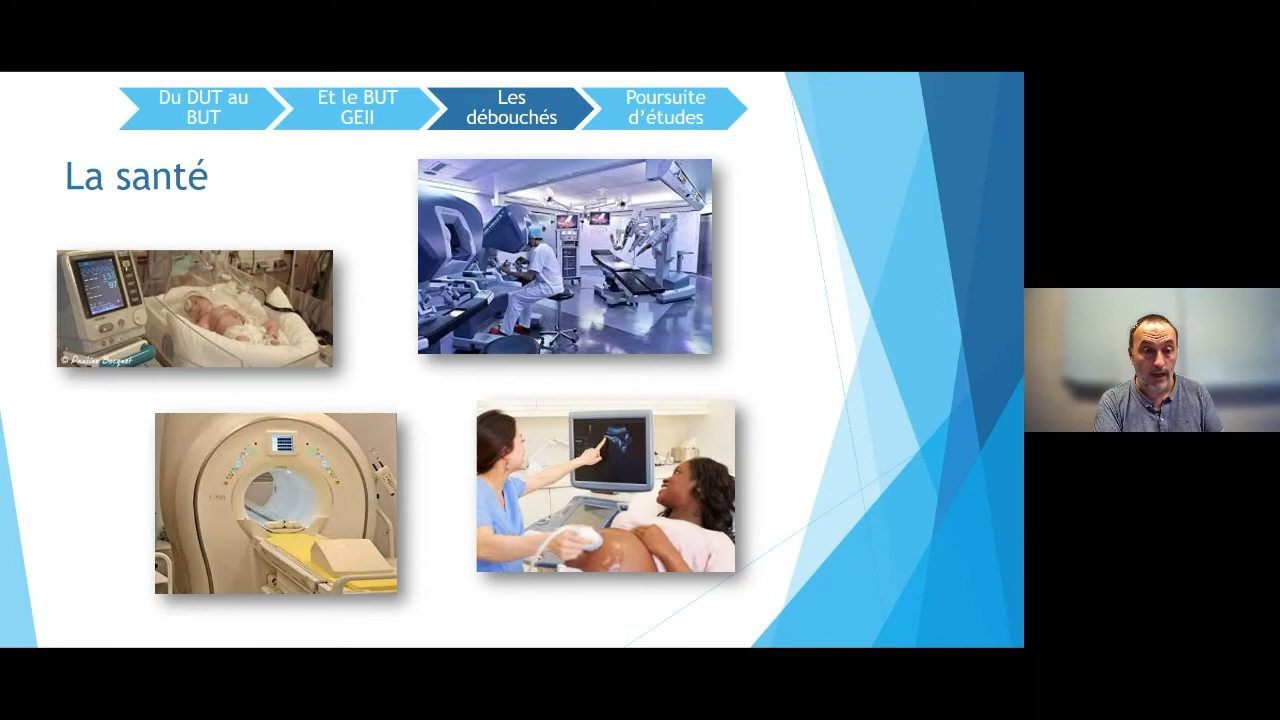 Du DUT au
BUT
Et le BUT
GEII
Les
débouchés
Poursuite
d'études
La santé
© Pauline Bocquet